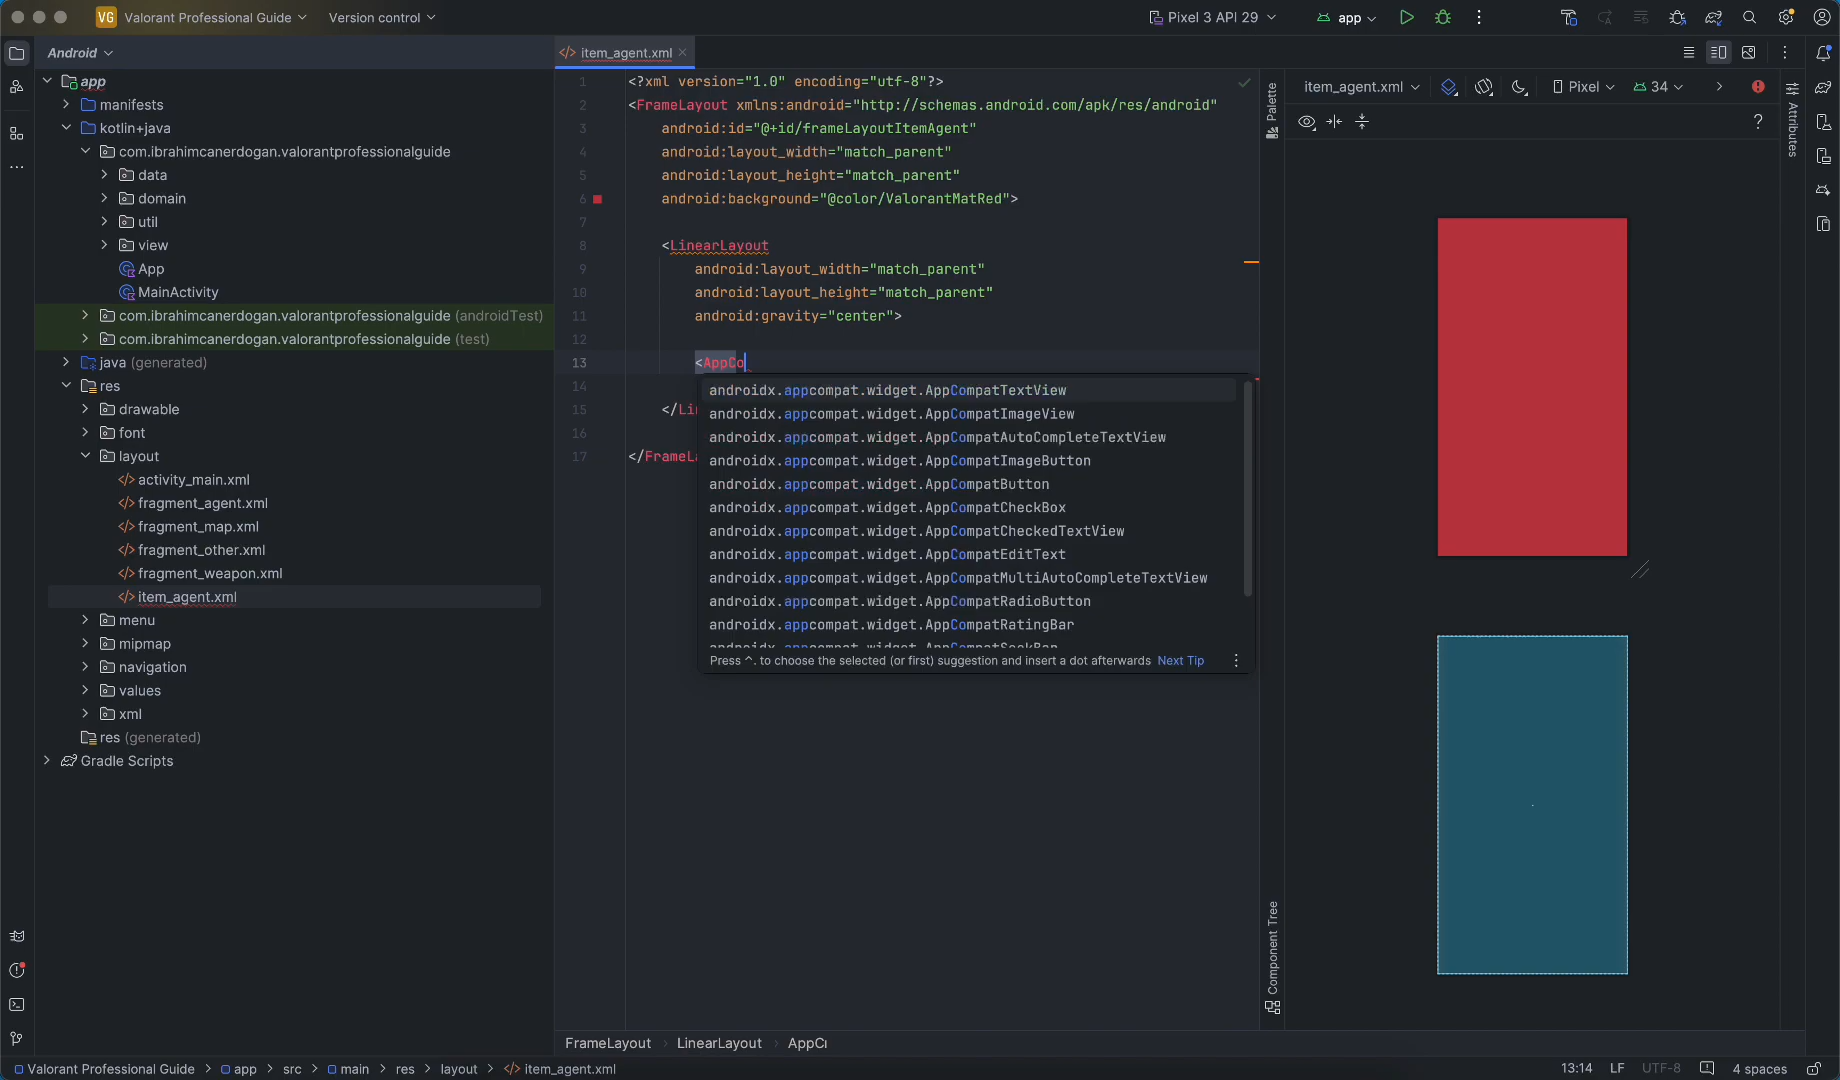 VG Valorant Professional Guide Version control Pixel 3 API 29 app
Android
app
manifests
kotlin+java
com.ibrahimcanerdogan.valorantprofessionalguide
data
domain
util
view
App
MainActivity
com.ibrahimcanerdogan.valorantprofessionalguide (androidTest)
com.ibrahimcanerdogan.valorantprofessionalguide (test)
java (generated)
res
drawable
font
layout
activity_main.xml
fragment_agent.xml
fragment_map.xml
fragment_other.xml
fragment_weapon.xml
item_agent.xml
menu
mipmap
navigation
values
xml
res (generated)
Gradle Scripts
item_agent.xml
1 <?xml version="1.0" encoding="utf-8"?>
2 <FrameLayout xmlns:android="http://schemas.android.com/apk/res/android"
3 android:id="@+id/frameLayoutItemAgent"
4 android:layout_width="match_parent"
5 android:layout_height="match_parent"
6 android:background="@color/ValorantMatRed">
7
8 <LinearLayout
9 android:layout_width="match_parent"
10 android:layout_height="match_parent"
11 android:gravity="center">
12
13 <AppCo
14
15 </Li
16
17 </FrameLa
androidx.appcompat.widget.AppCompatTextView
androidx.appcompat.widget.AppCompatImageView
androidx.appcompat.widget.AppCompatAutoCompleteTextView
androidx.appcompat.widget.AppCompatImageButton
androidx.appcompat.widget.AppCompatButton
androidx.appcompat.widget.AppCompatCheckBox
androidx.appcompat.widget.AppCompatCheckedTextView
androidx.appcompat.widget.AppCompatEditText
androidx.appcompat.widget.AppCompatMultiAutoCompleteTextView
androidx.appcompat.widget.AppCompatRadioButton
androidx.appcompat.widget.AppCompatRatingBar
androidx.appcompat.widget.AppCompatSeekBar
Press ^. to choose the selected (or first) suggestion and insert a dot afterwards Next Tip
Palette
Component Tree
item_agent.xml Pixel 34
Attributes
FrameLayout LinearLayout AppCo
Valorant Professional Guide app src main res layout item_agent.xml 13:14 LF UTF-8 4 spaces